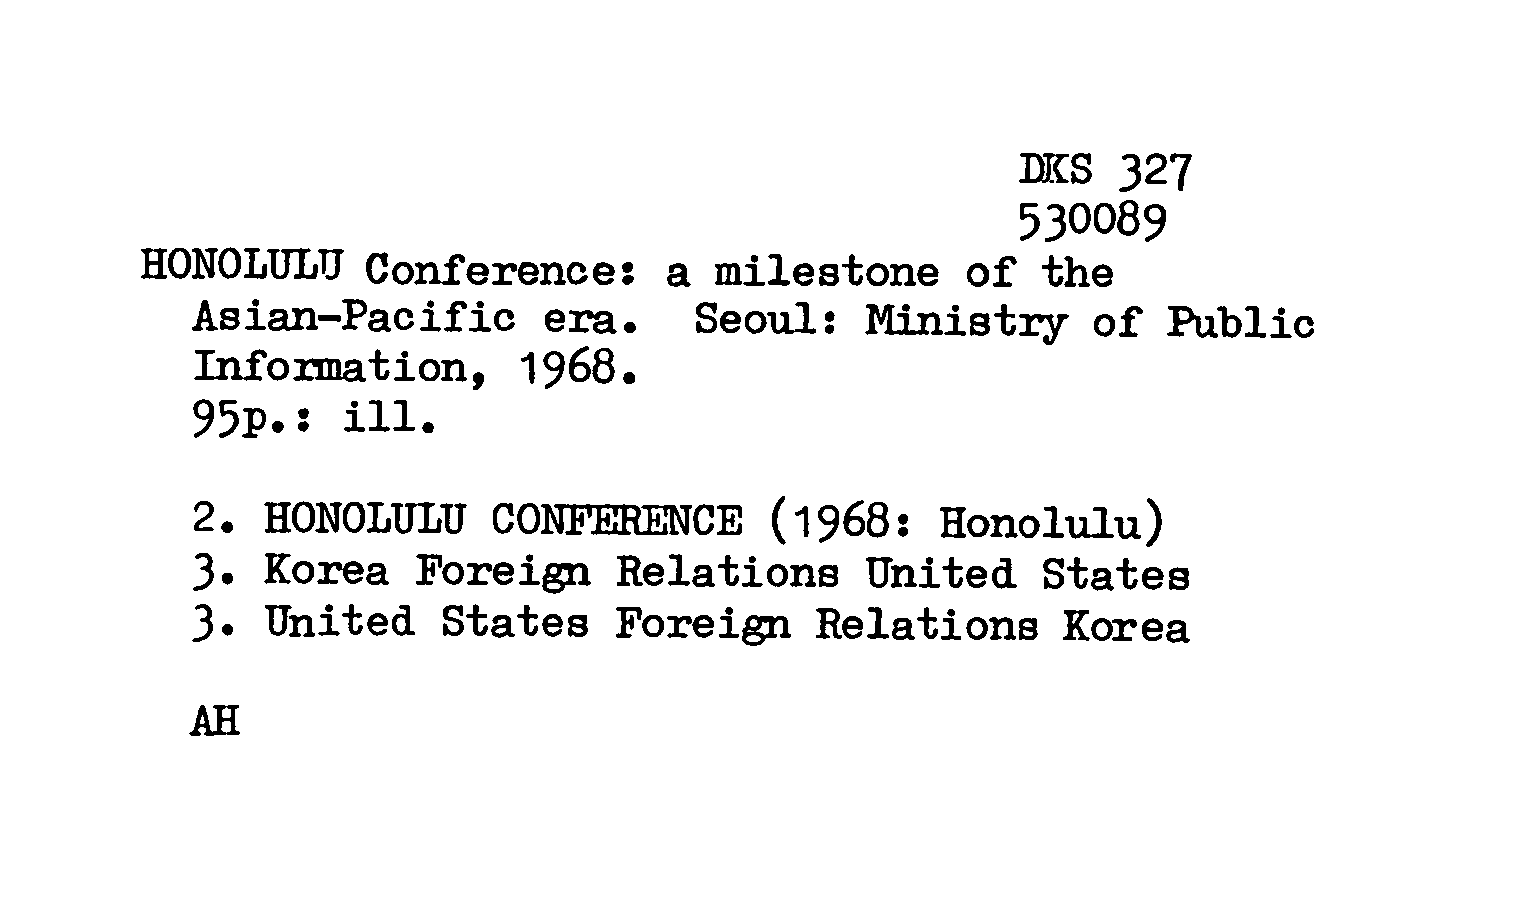 DKS 327
530089
HONOLULU Conference: a milestone of the
Asian-Pacific era. Seoul: Ministry of Public
Information, 1968.
95p.: ill.
2. HONOLULU CONFERENCE (1968: Honolulu)
3. Korea Foreign Relations United States
3. United States Foreign Relations Korea
AH